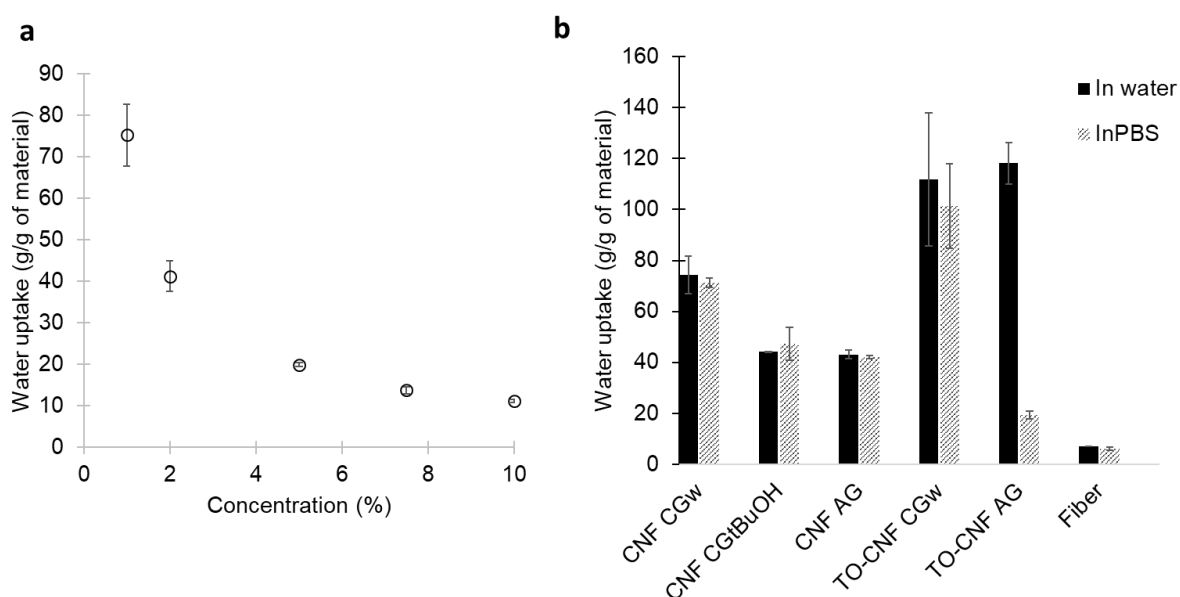 a
Water uptake (g/g of material)
90
80
70
60
50
40
30
20
10
0
0 2 4 6 8 10
Concentration (%)
b
Water uptake (g/g of material)
160
140
120
100
80
60
40
20
0
In water
InPBS
CNF CGw
CNF CGtBuOH
CNF AG
TO-CNF CGw
TO-CNF AG
Fiber